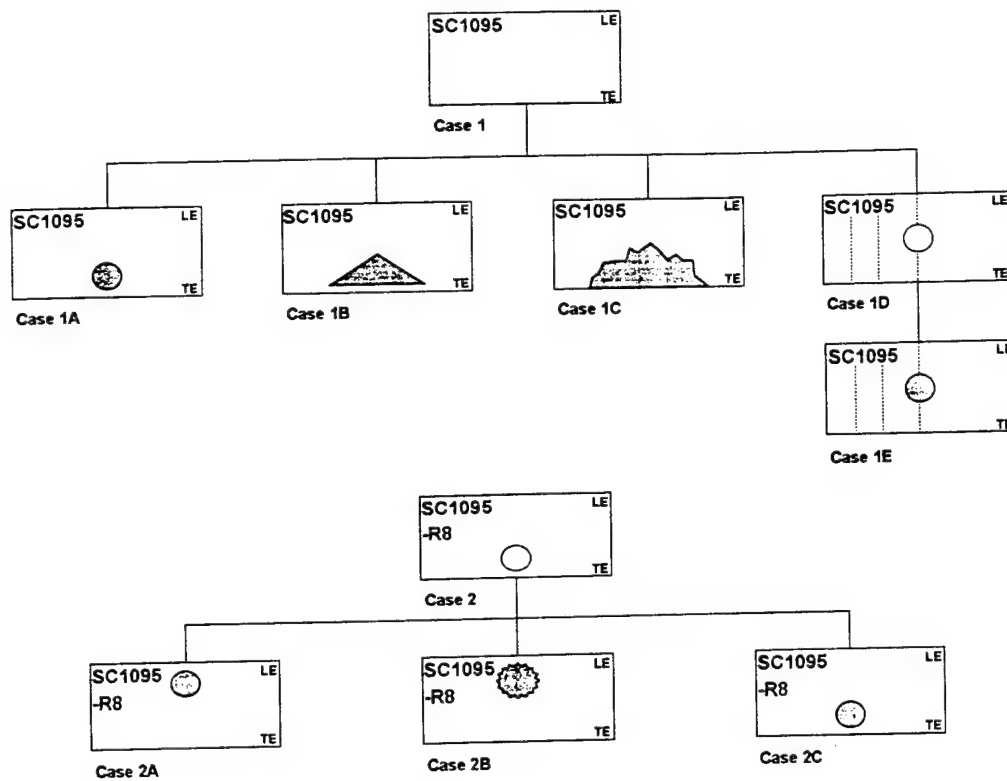 SC1095 LE
TE
Case 1
SC1095 LE
TE
Case 1A
SC1095 LE
TE
Case 1B
SC1095 LE
TE
Case 1C
SC1095 LE
TE
Case 1D
SC1095 LE
TE
Case 1E
SC1095 LE
-R8
TE
Case 2
SC1095 LE
-R8
TE
Case 2A
SC1095 LE
-R8
TE
Case 2B
SC1095 LE
-R8
TE
Case 2C